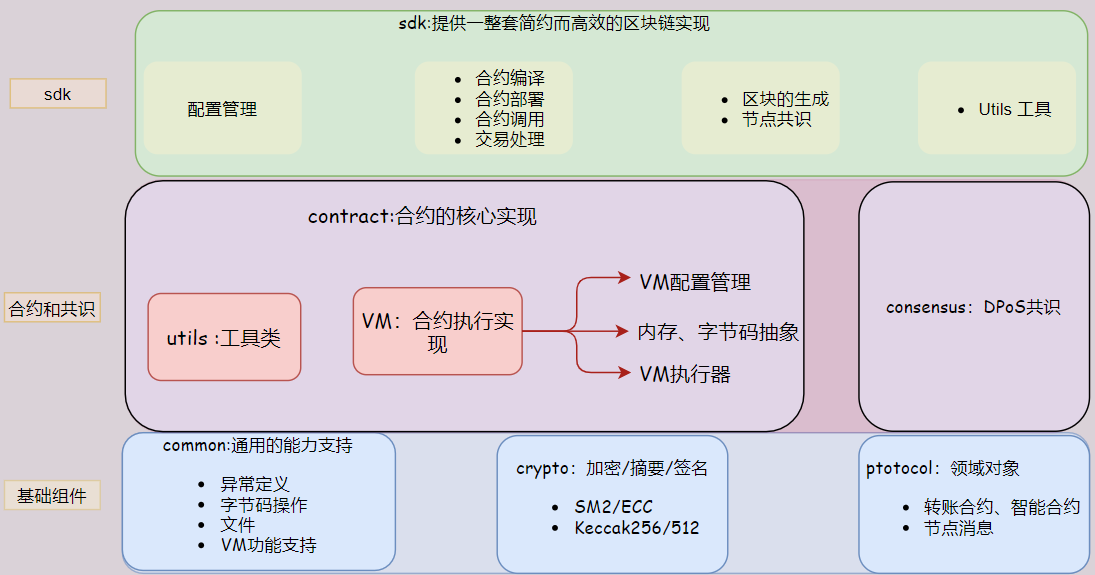 sdk:提供一整套简约而高效的区块链实现
sdk
配置管理
合约编译
合约部署
合约调用
交易处理
区块的生成
节点共识
Utils 工具
contract:合约的核心实现
合约和共识
utils :工具类
VM：合约执行实
现
VM配置管理
内存、字节码抽象
VM执行器
consensus：DPoS共识
基础组件
common:通用的能力支持
异常定义
字节码操作
文件
VM功能支持
crypto：加密/摘要/签名
SM2/ECC
Keccak256/512
ptotocol：领域对象
转账合约、智能合约
节点消息